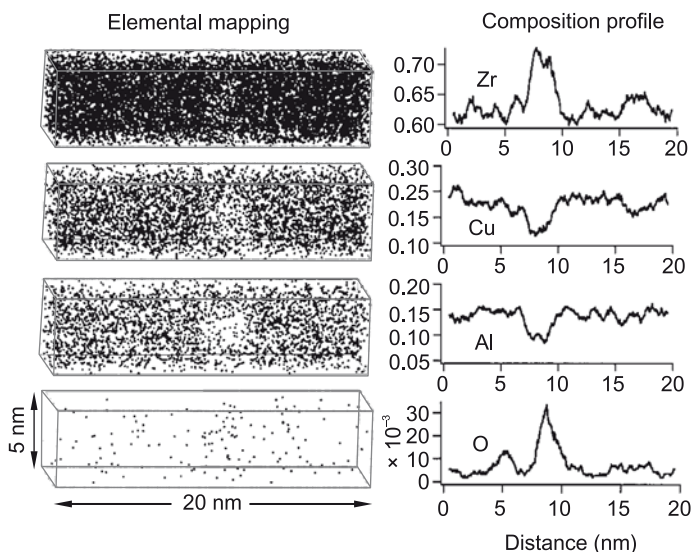 Elemental mapping
Composition profile
0.70
0.65
0.60
Zr
0 5 10 15 20
0.25
0.20
0.15
0.10
Cu
0 5 10 15 20
0.20
0.15
0.10
0.05
Al
0 5 10 15 20
5 nm
20 nm
30
20
10
0
× 10⁻³
O
0 5 10 15 20
Distance (nm)